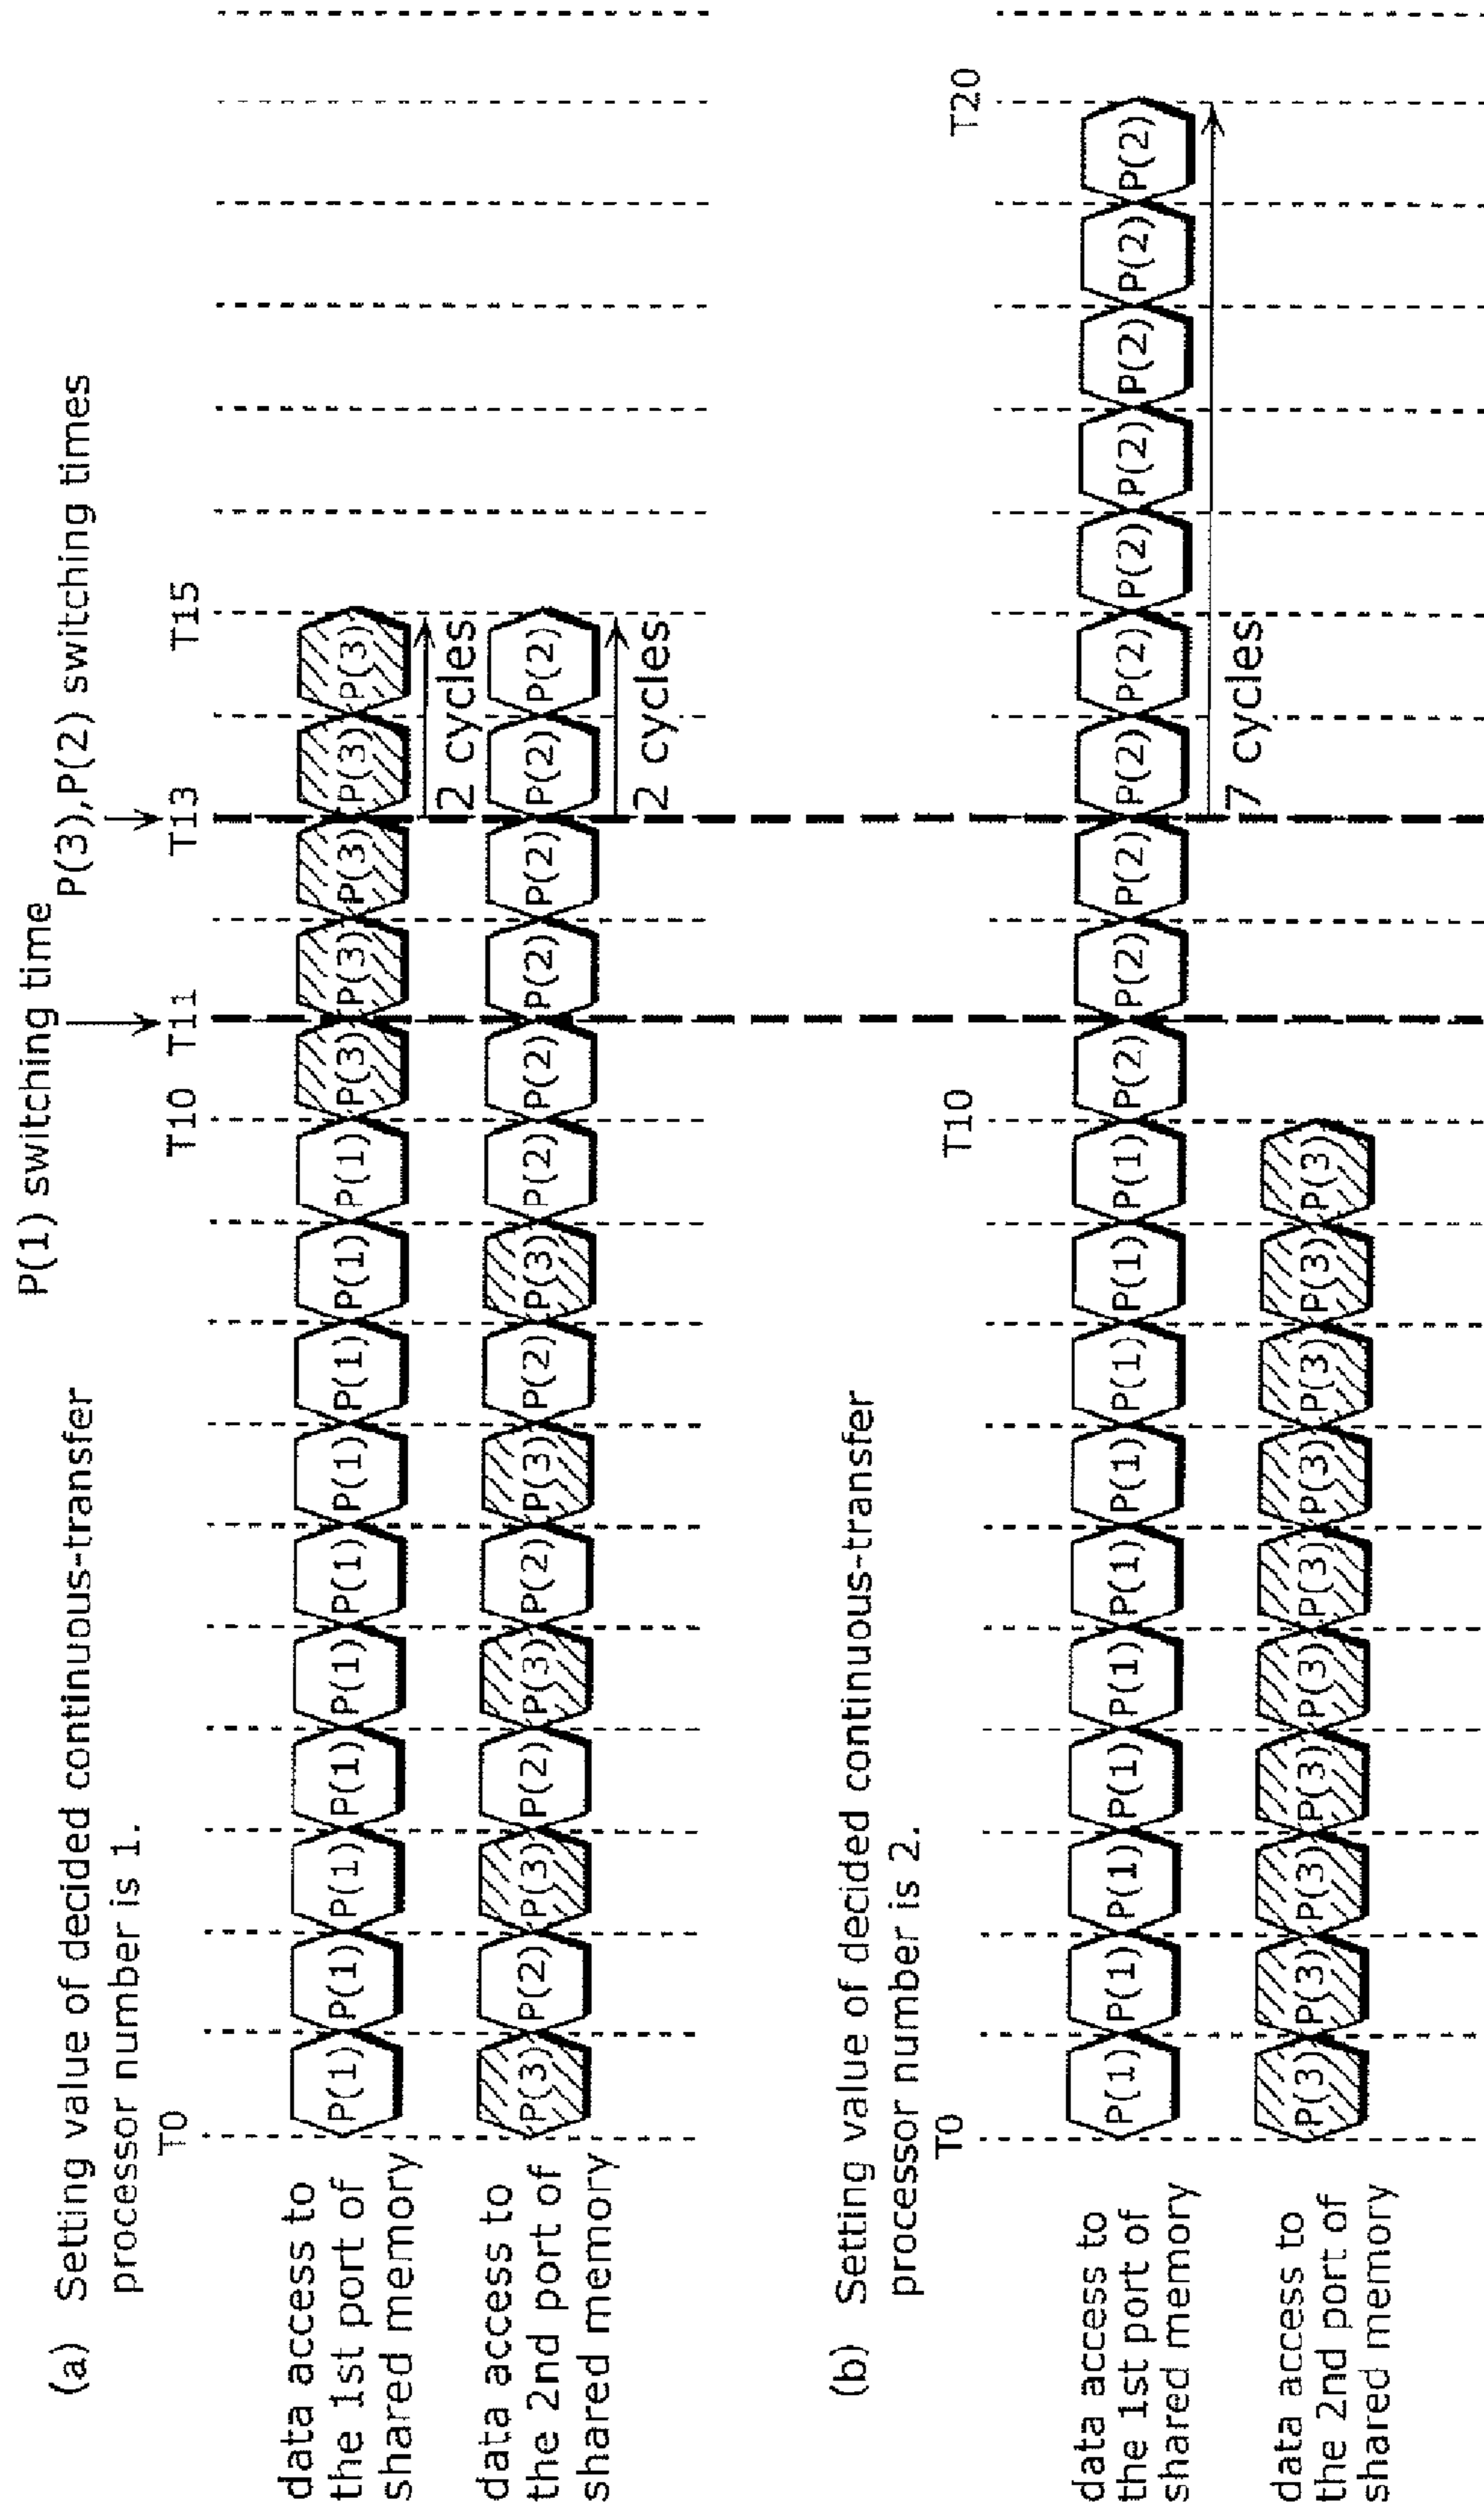 P(1) switching time
P(3),P(2) switching times
(a) Setting value of decided continuous-transfer
processor number is 1.
T0 T10 T11 T13 T15
data access to
the 1st port of
shared memory
P(1) P(1) P(1) P(1) P(1) P(1) P(1) P(1) P(1) P(1) P(3) P(3) P(3) P(3) P(3)
2 cycles
data access to
the 2nd port of
shared memory
P(3) P(2) P(3) P(2) P(3) P(2) P(3) P(2) P(3) P(2) P(2) P(2) P(2) P(2) P(2)
2 cycles
(b) Setting value of decided continuous-transfer
processor number is 2.
T0 T10 T20
data access to
the 1st port of
shared memory
P(1) P(1) P(1) P(1) P(1) P(1) P(1) P(1) P(1) P(1) P(2) P(2) P(2) P(2) P(2) P(2) P(2) P(2) P(2) P(2)
7 cycles
data access to
the 2nd port of
shared memory
P(3) P(3) P(3) P(3) P(3) P(3) P(3) P(3) P(3) P(3)